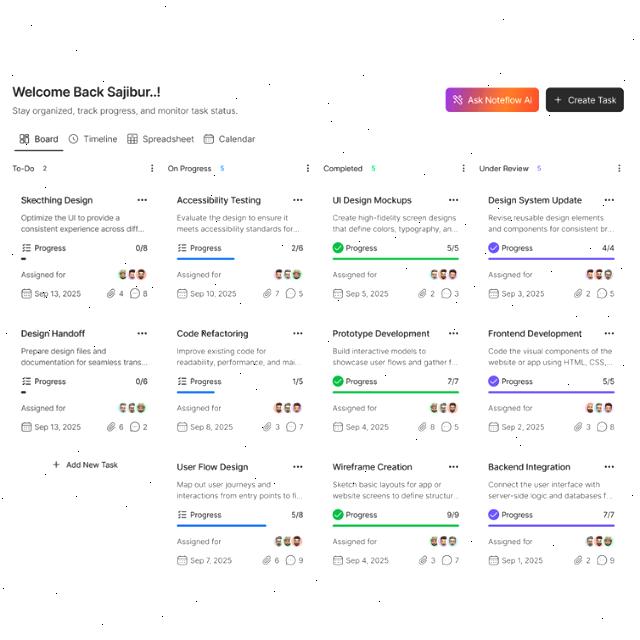 Welcome Back Sajibur..!
Stay organized, track progress, and monitor task status.
Ask Noteflow AI
+ Create Task
Board
Timeline
Spreadsheet
Calendar
To-Do 2
Skecthing Design
Optimize the UI to provide a
consistent experience across diff...
Progress 0/8
Assigned for
Sep 13, 2025 4 8
Design Handoff
Prepare design files and
documentation for seamless trans...
Progress 0/6
Assigned for
Sep 13, 2025 6 2
+ Add New Task
On Progress 5
Accessibility Testing
Evaluate the design to ensure it
meets accessibility standards for...
Progress 2/6
Assigned for
Sep 10, 2025 7 5
Code Refactoring
Improve existing code for
readability, performance, and mai...
Progress 1/5
Assigned for
Sep 8, 2025 3 7
User Flow Design
Map out user journeys and
interactions from entry points to fi...
Progress 5/8
Assigned for
Sep 7, 2025 6 9
Completed 5
UI Design Mockups
Create high-fidelity screen designs
that define colors, typography, an...
Progress 5/5
Assigned for
Sep 5, 2025 2 3
Prototype Development
Build interactive models to
showcase user flows and gather f...
Progress 7/7
Assigned for
Sep 4, 2025 8 5
Wireframe Creation
Sketch basic layouts for app or
website screens to define structur...
Progress 9/9
Assigned for
Sep 4, 2025 3 7
Under Review 5
Design System Update
Revise reusable design elements
and components for consistent br...
Progress 4/4
Assigned for
Sep 3, 2025 2 5
Frontend Development
Code the visual components of the
website or app using HTML, CSS,...
Progress 5/5
Assigned for
Sep 2, 2025 3 8
Backend Integration
Connect the user interface with
server-side logic and databases f...
Progress 7/7
Assigned for
Sep 1, 2025 2 9